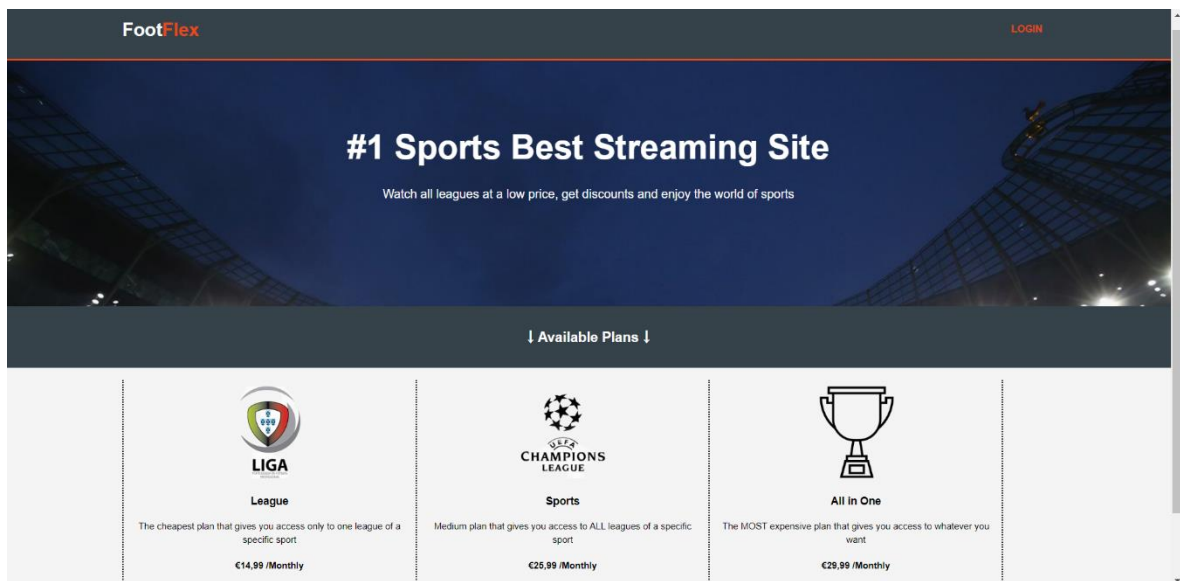 FootFlex
LOGIN
#1 Sports Best Streaming Site
Watch all leagues at a low price, get discounts and enjoy the world of sports
↓ Available Plans ↓
LIGA
UEFA
CHAMPIONS
LEAGUE
League
Sports
All in One
The cheapest plan that gives you access only to one league of a
specific sport
Medium plan that gives you access to ALL leagues of a specific
sport
The MOST expensive plan that gives you access to whatever you
want
€14,99 /Monthly
€25,99 /Monthly
€29,99 /Monthly